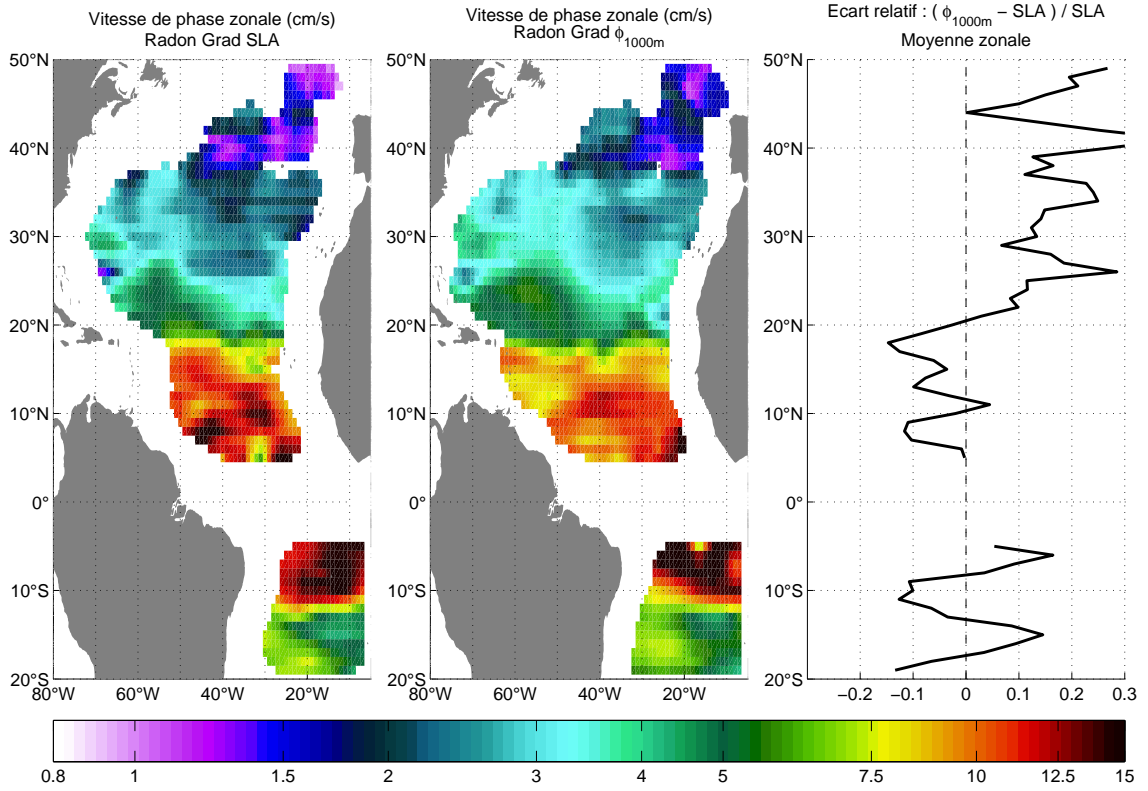 Vitesse de phase zonale (cm/s)
Radon Grad SLA
Vitesse de phase zonale (cm/s)
Radon Grad ϕ1000m
Ecart relatif : ( ϕ1000m − SLA ) / SLA
Moyenne zonale
50°N
40°N
30°N
20°N
10°N
0°
10°S
20°S
80°W 60°W 40°W 20°W
50°N
40°N
30°N
20°N
10°N
0°
10°S
20°S
80°W 60°W 40°W 20°W
50°N
40°N
30°N
20°N
10°N
0°
10°S
20°S
−0.2 −0.1 0 0.1 0.2 0.3
0.8 1 1.5 2 3 4 5 7.5 10 12.5 15